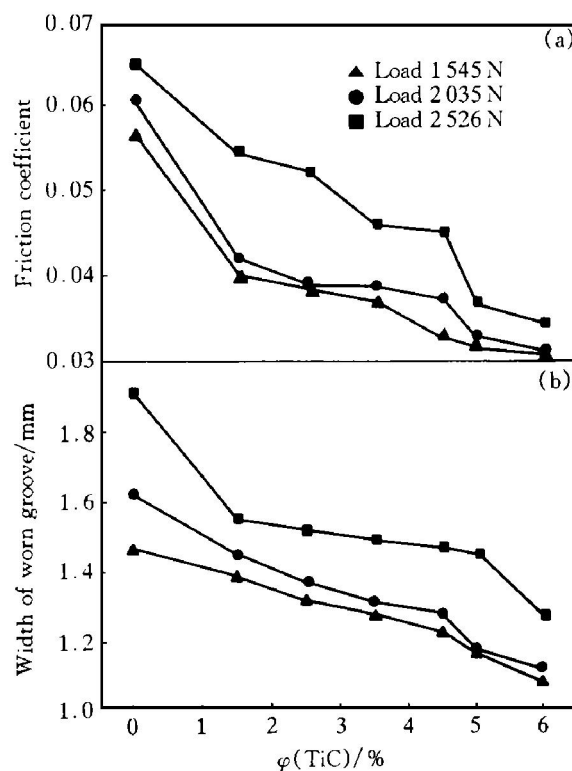 0.07
(a)
▲ Load 1 545 N
● Load 2 035 N
■ Load 2 526 N
0.06
0.05
0.04
0.03
Friction coefficient
(b)
1.8
1.6
1.4
1.2
1.0
Width of worn groove/mm
0 1 2 3 4 5 6
φ(TiC)/%